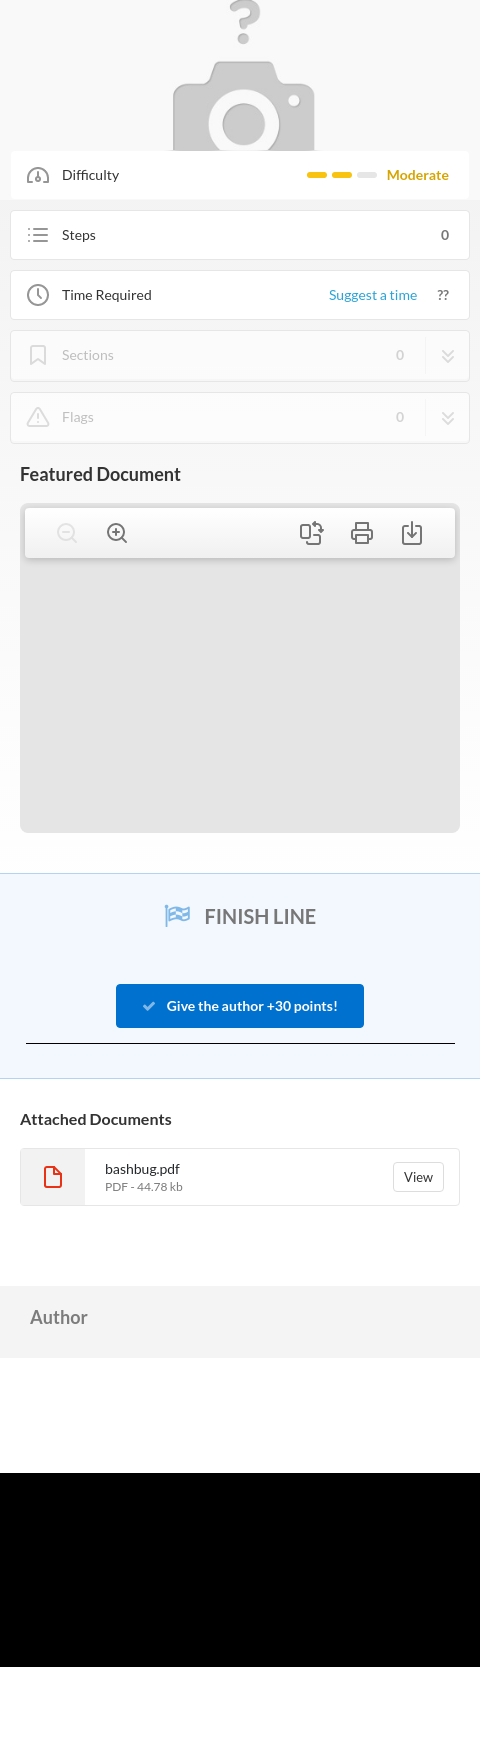 ?
Difficulty Moderate
Steps 0
Time Required Suggest a time ??
Sections 0
Flags 0
Featured Document
FINISH LINE
Give the author +30 points!
Attached Documents
bashbug.pdf
View
PDF - 44.78 kb
Author